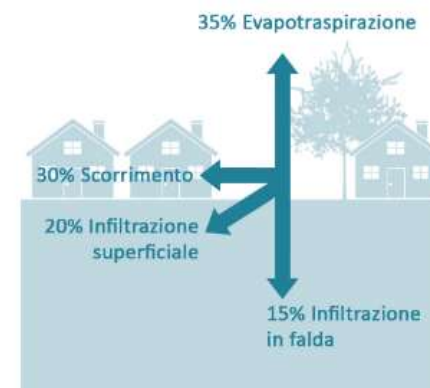 35% Evapotraspirazione
30% Scorrimento
20% Infiltrazione
superficiale
15% Infiltrazione
in falda